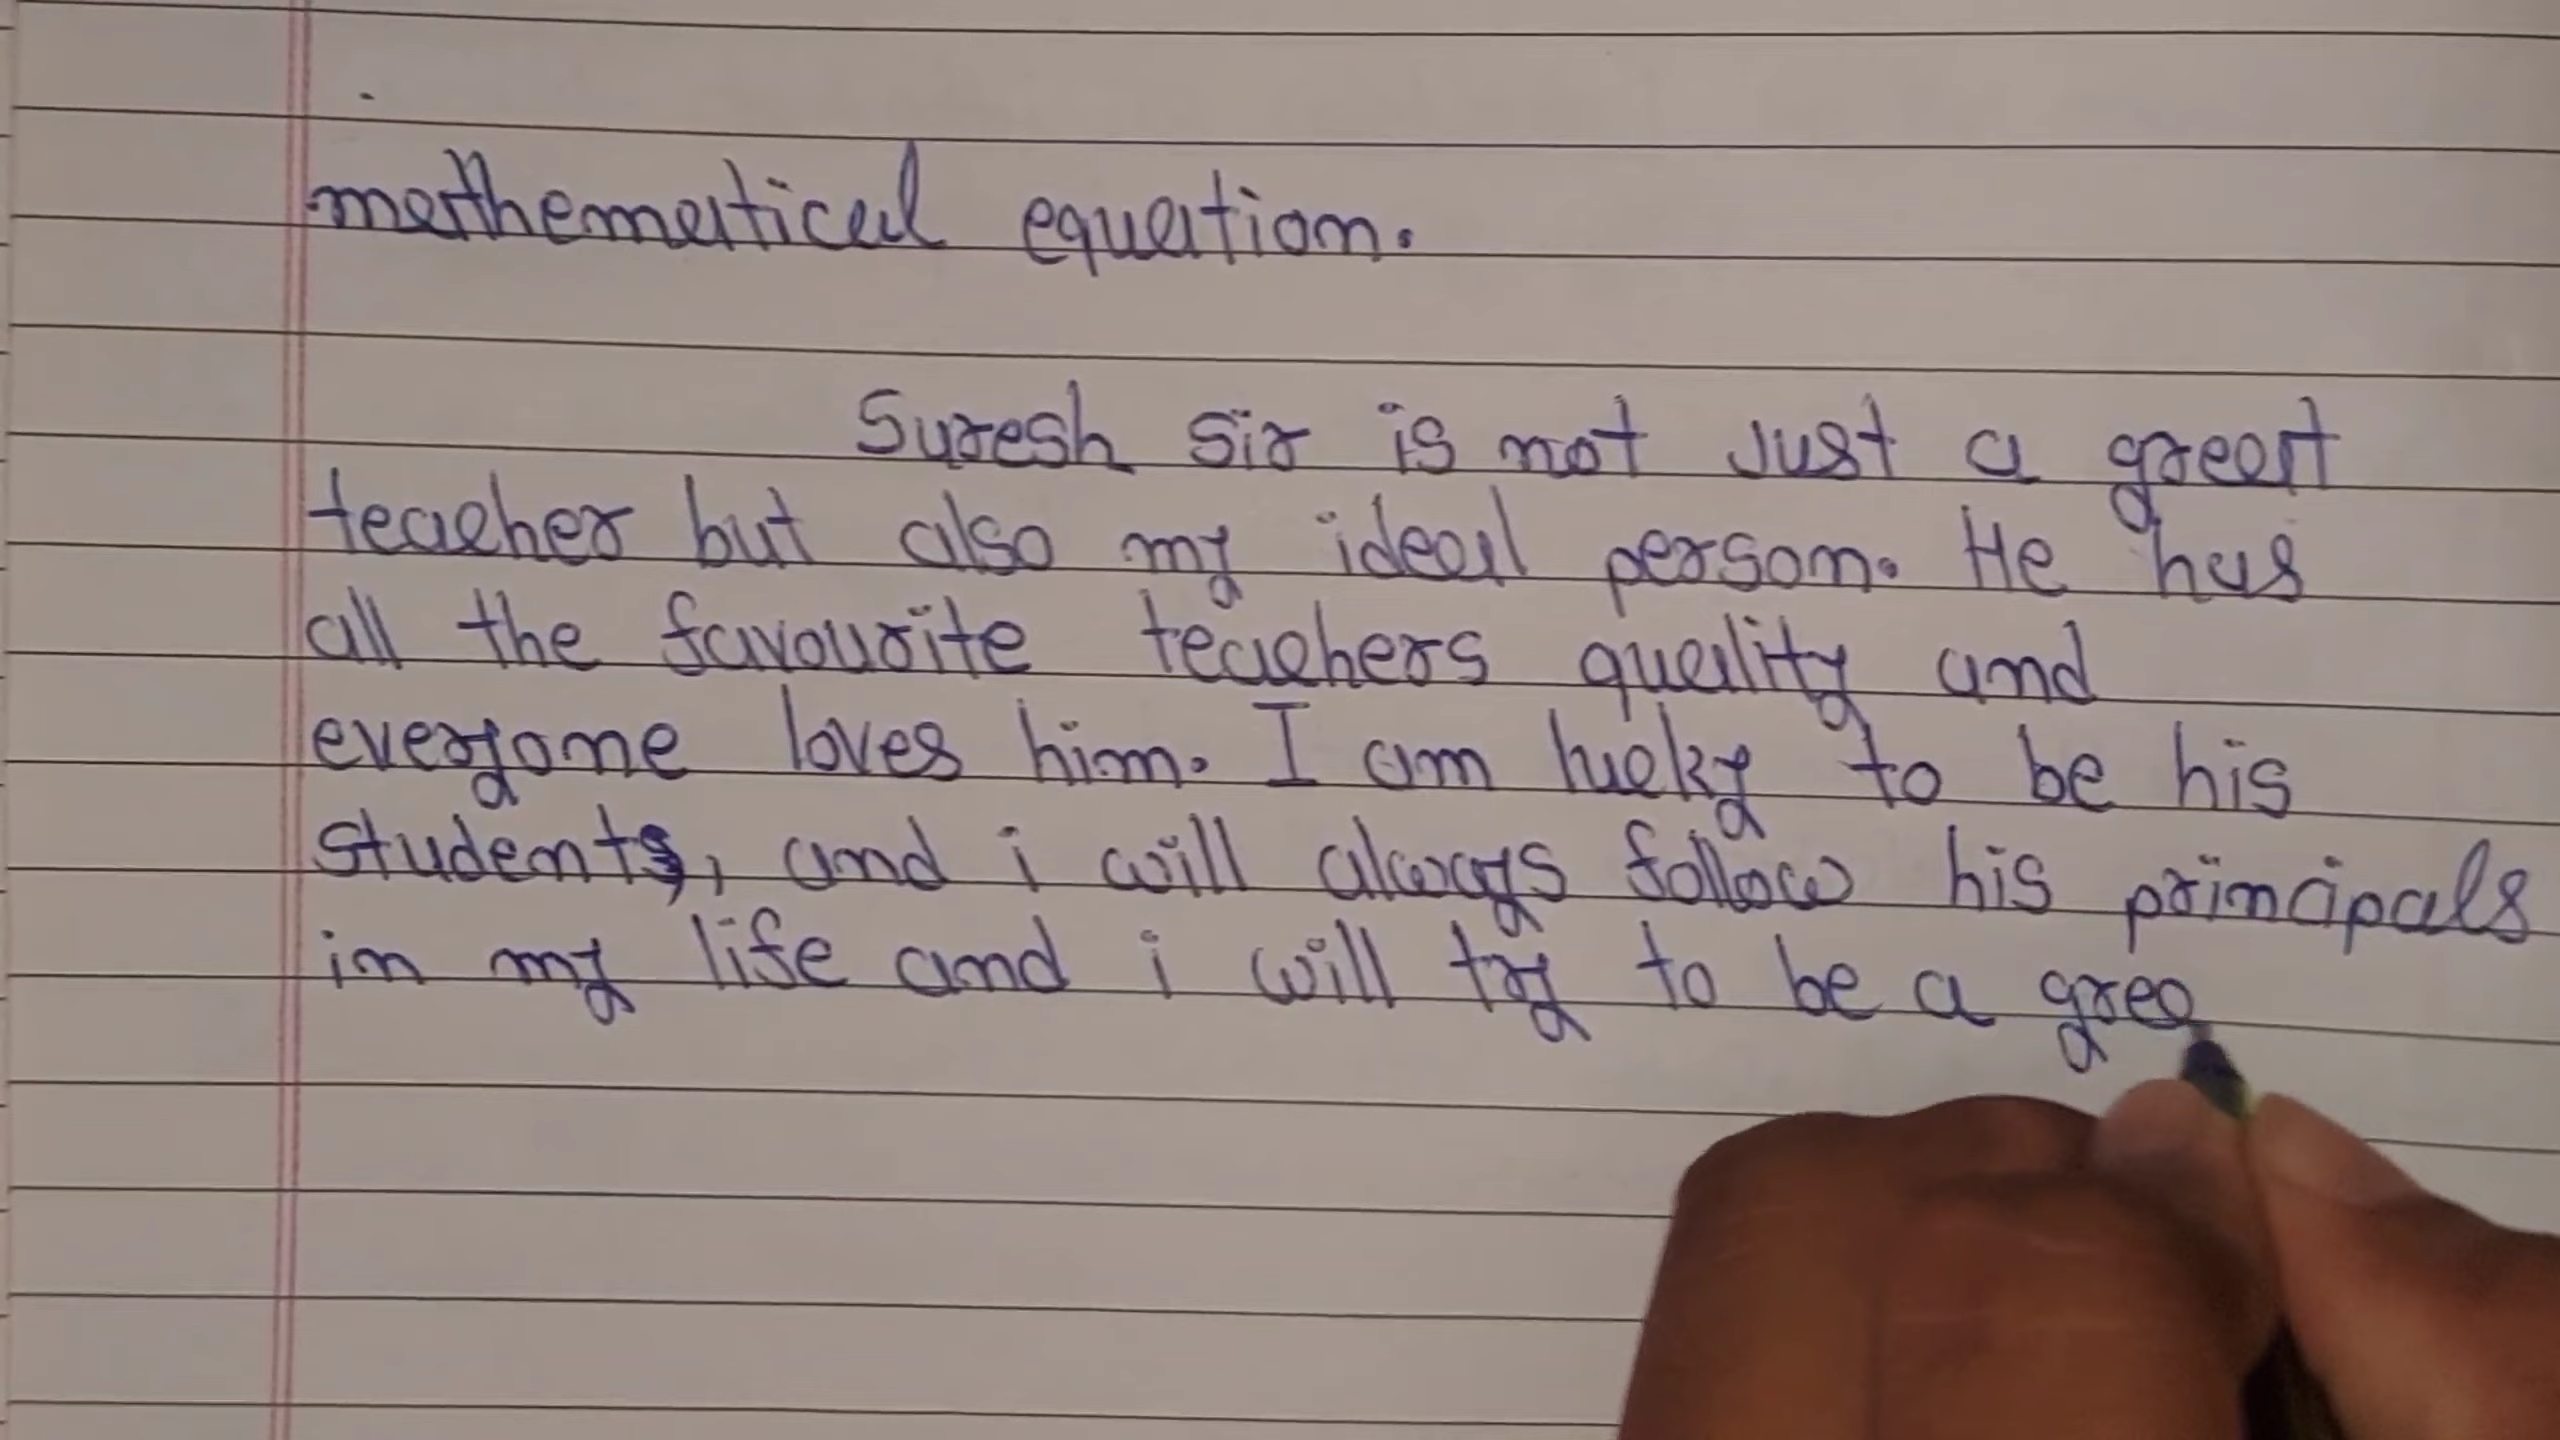 mathematical equation.
Suresh Sir is not Just a great
teacher but also my ideal person. He has
all the favourite teachers quality and
everyone loves him. I am lucky to be his
students, and i will always follow his principals
in my life and i will try to be a grea